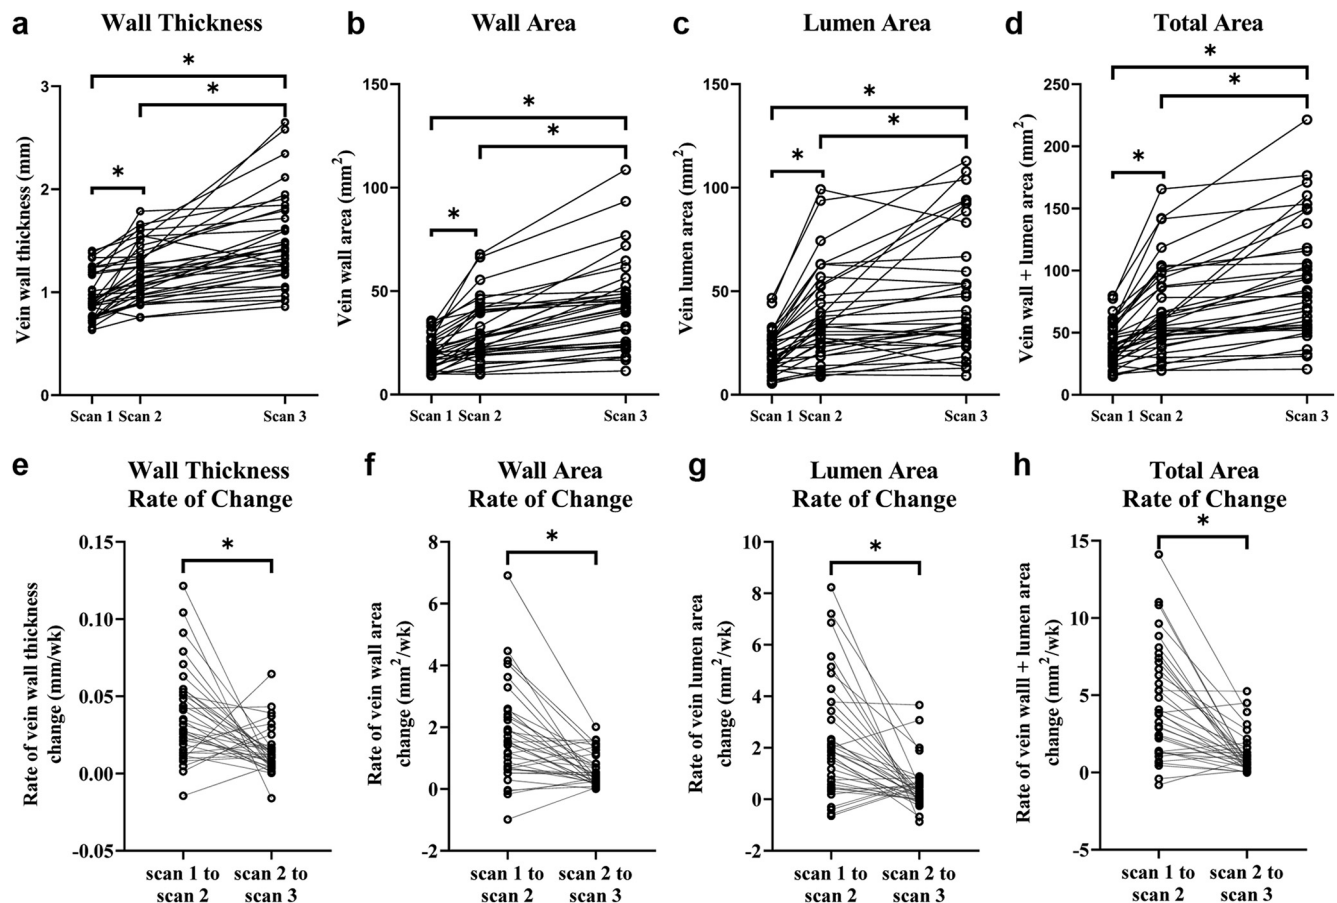 a Wall Thickness
Vein wall thickness (mm)
3
2
1
0
*
*
*
Scan 1 Scan 2 Scan 3
b Wall Area
Vein wall area (mm²)
150
100
50
0
*
*
*
Scan 1 Scan 2 Scan 3
c Lumen Area
Vein lumen area (mm²)
150
100
50
0
*
*
*
Scan 1 Scan 2 Scan 3
d Total Area
Vein wall + lumen area (mm²)
250
200
150
100
50
0
*
*
*
Scan 1 Scan 2 Scan 3
e Wall Thickness
Rate of Change
Rate of vein wall thickness
change (mm/wk)
0.15
0.10
0.05
0.00
-0.05
*
scan 1 to scan 2 to
scan 2 scan 3
f Wall Area
Rate of Change
Rate of vein wall area
change (mm²/wk)
8
6
4
2
0
-2
*
scan 1 to scan 2 to
scan 2 scan 3
g Lumen Area
Rate of Change
Rate of vein lumen area
change (mm²/wk)
10
8
6
4
2
0
-2
*
scan 1 to scan 2 to
scan 2 scan 3
h Total Area
Rate of Change
Rate of vein wall + lumen area
change (mm²/wk)
15
10
5
0
-5
*
scan 1 to scan 2 to
scan 2 scan 3